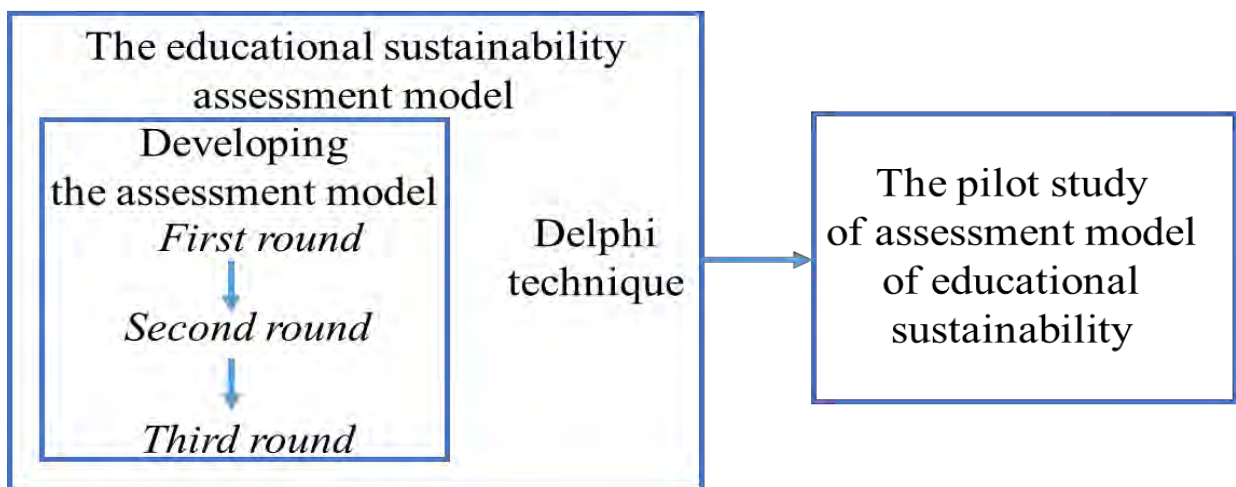 The educational sustainability
assessment model
Developing
the assessment model
First round
Second round
Third round
Delphi
technique
The pilot study
of assessment model
of educational
sustainability